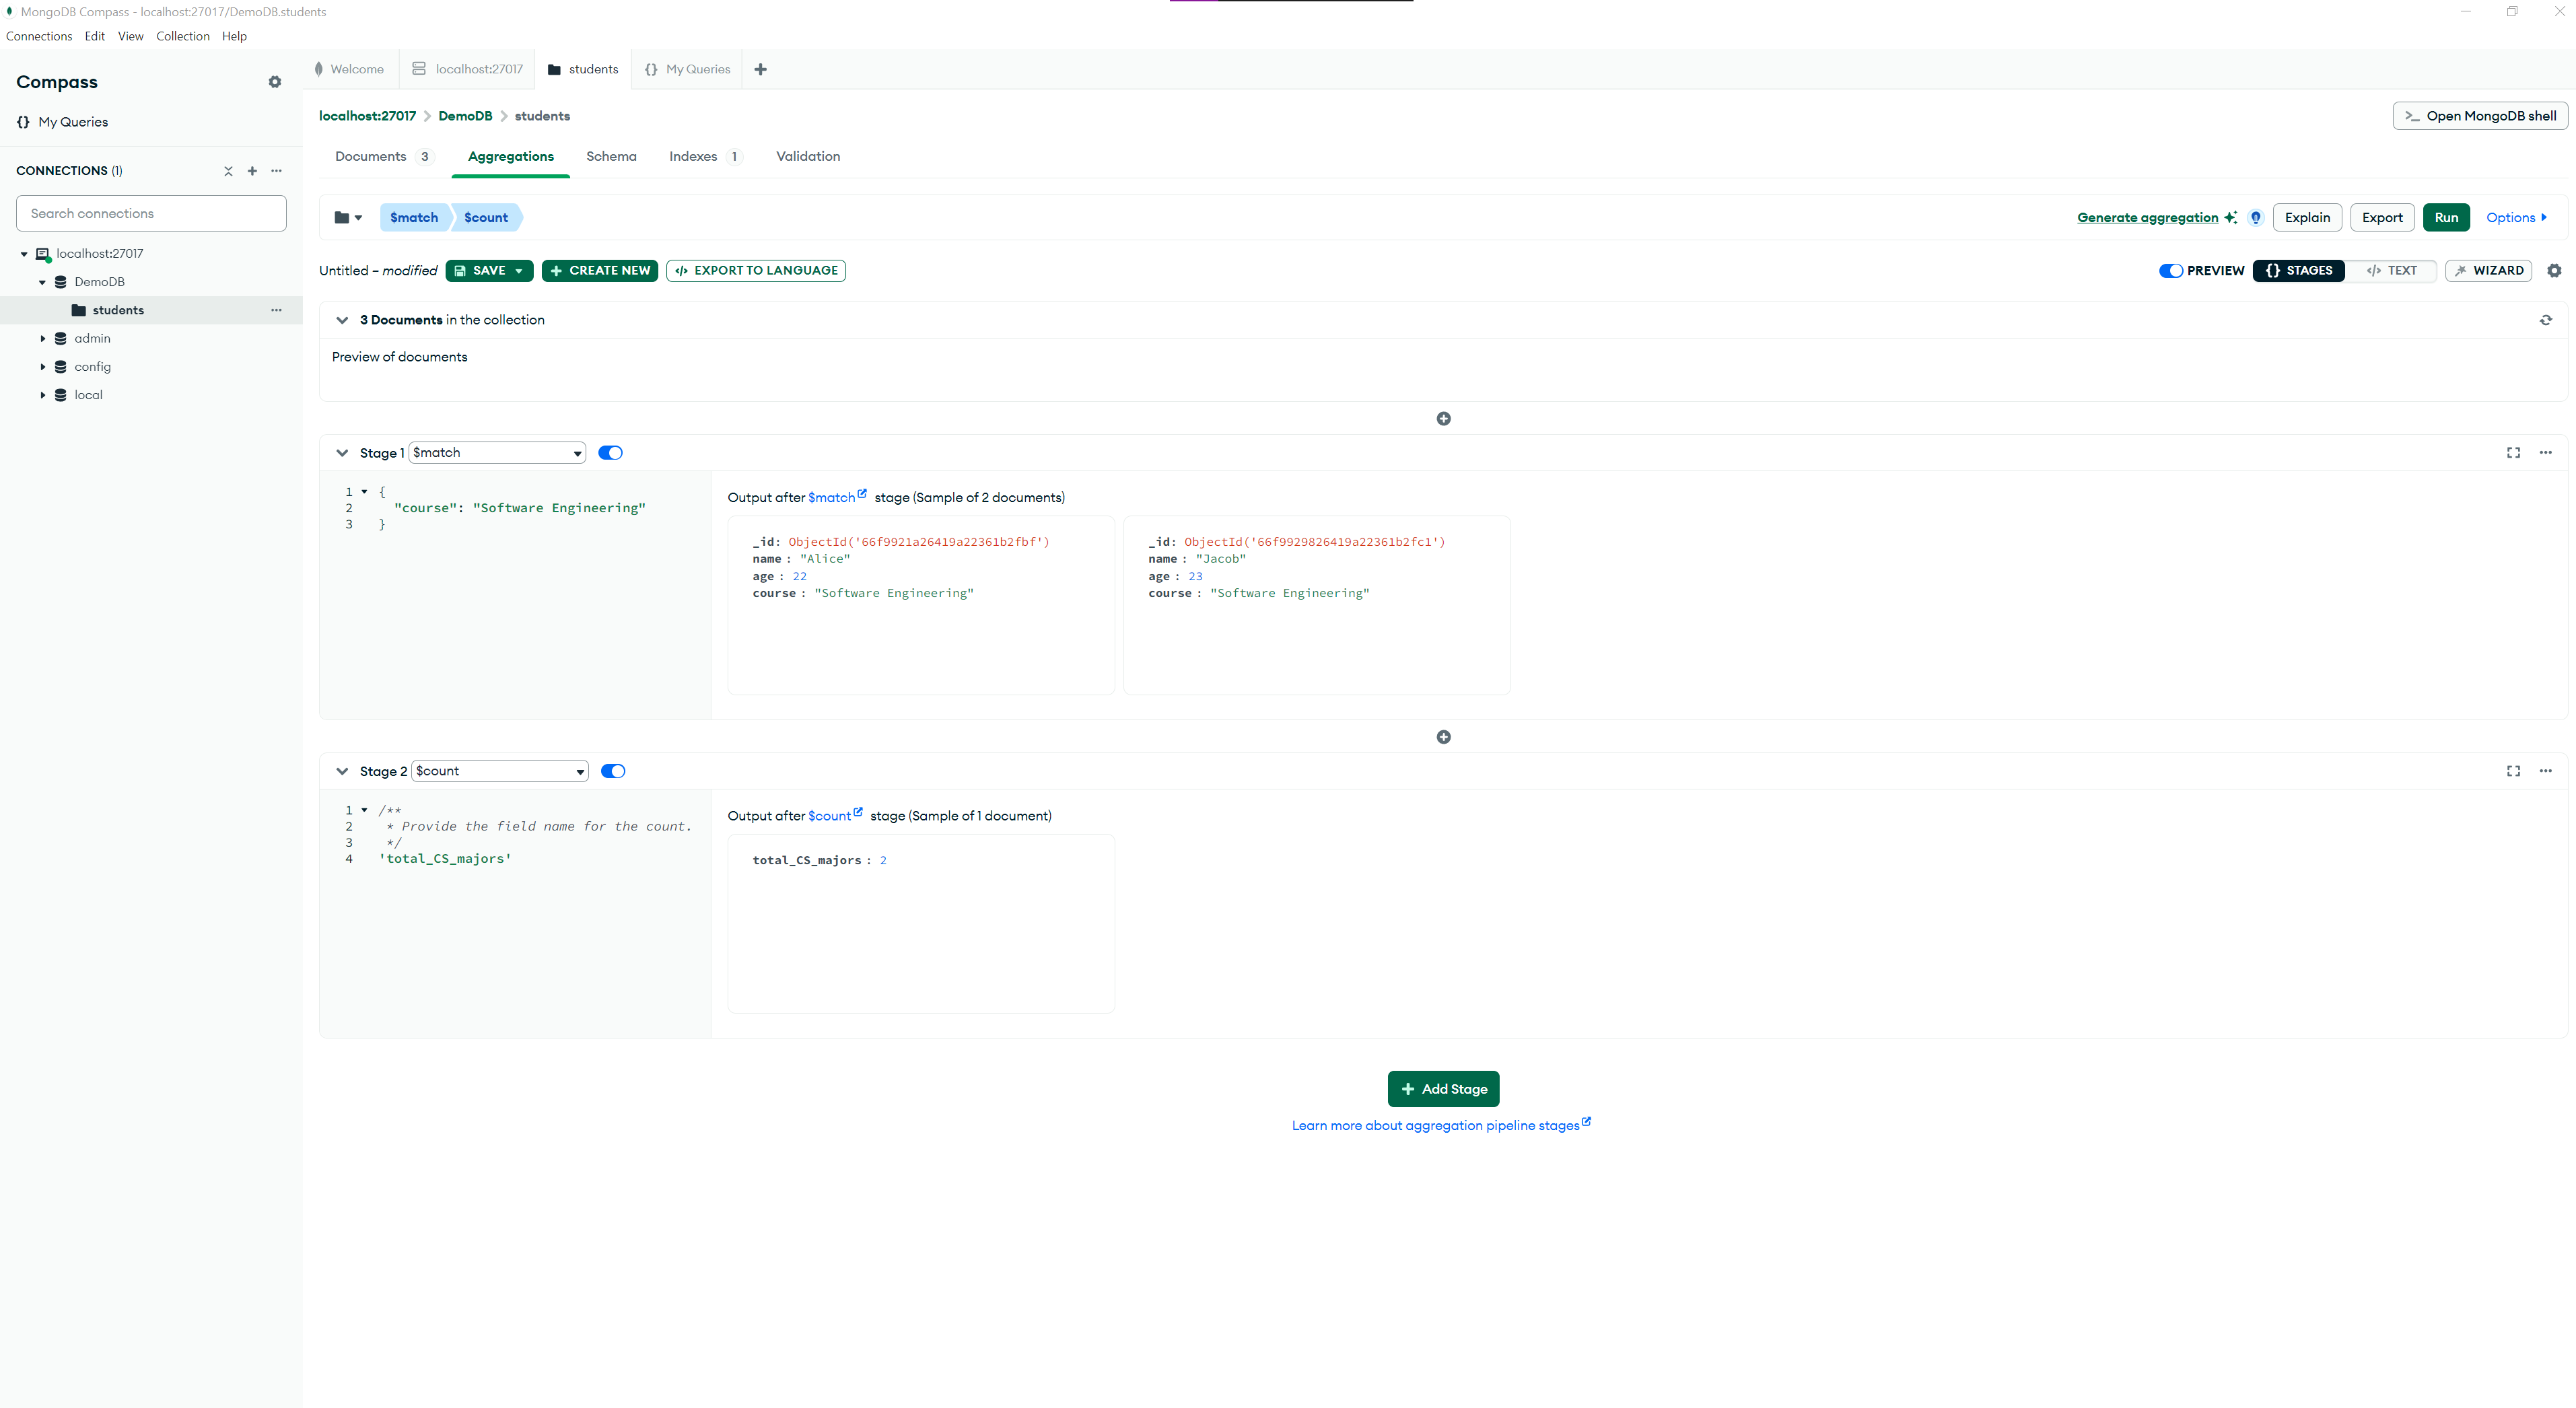 MongoDB Compass - localhost:27017/DemoDB.students
Connections Edit View Collection Help
Compass
{} My Queries
CONNECTIONS (1)
Search connections
localhost:27017
DemoDB
students
admin
config
local
Welcome localhost:27017 students {} My Queries
localhost:27017 > DemoDB > students
>_ Open MongoDB shell
Documents 3 Aggregations Schema Indexes 1 Validation
$match $count
Generate aggregation Explain Export Run Options
Untitled – modified SAVE + CREATE NEW </> EXPORT TO LANGUAGE
PREVIEW {} STAGES </> TEXT WIZARD
3 Documents in the collection
Preview of documents
Stage 1 $match
1 {
2 "course": "Software Engineering"
3 }
Output after $match stage (Sample of 2 documents)
_id: ObjectId('66f9921a26419a22361b2fbf')
name : "Alice"
age : 22
course : "Software Engineering"
_id: ObjectId('66f9929826419a22361b2fc1')
name : "Jacob"
age : 23
course : "Software Engineering"
Stage 2 $count
1 /**
2 * Provide the field name for the count.
3 */
4 'total_CS_majors'
Output after $count stage (Sample of 1 document)
total_CS_majors : 2
+ Add Stage
Learn more about aggregation pipeline stages